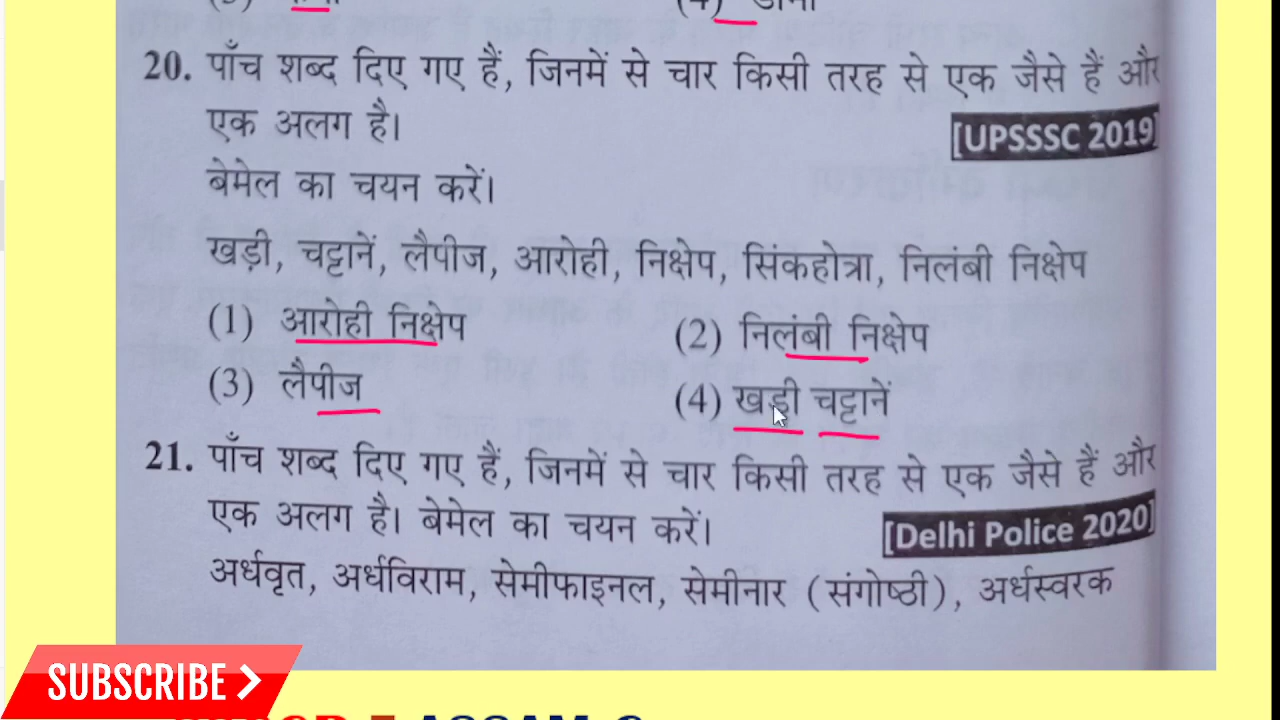 20. पाँच शब्द दिए गए हैं, जिनमें से चार किसी तरह से एक जैसे हैं और
एक अलग है। [UPSSSC 2019]
बेमेल का चयन करें।
खड़ी, चट्टानें, लैपीज, आरोही, निक्षेप, सिंकहोत्रा, निलंबी निक्षेप
(1) आरोही निक्षेप (2) निलंबी निक्षेप
(3) लैपीज (4) खड़ी चट्टानें
21. पाँच शब्द दिए गए हैं, जिनमें से चार किसी तरह से एक जैसे हैं और
एक अलग है। बेमेल का चयन करें। [Delhi Police 2020]
अर्धवृत, अर्धविराम, सेमीफाइनल, सेमीनार (संगोष्ठी), अर्धस्वरक
SUBSCRIBE